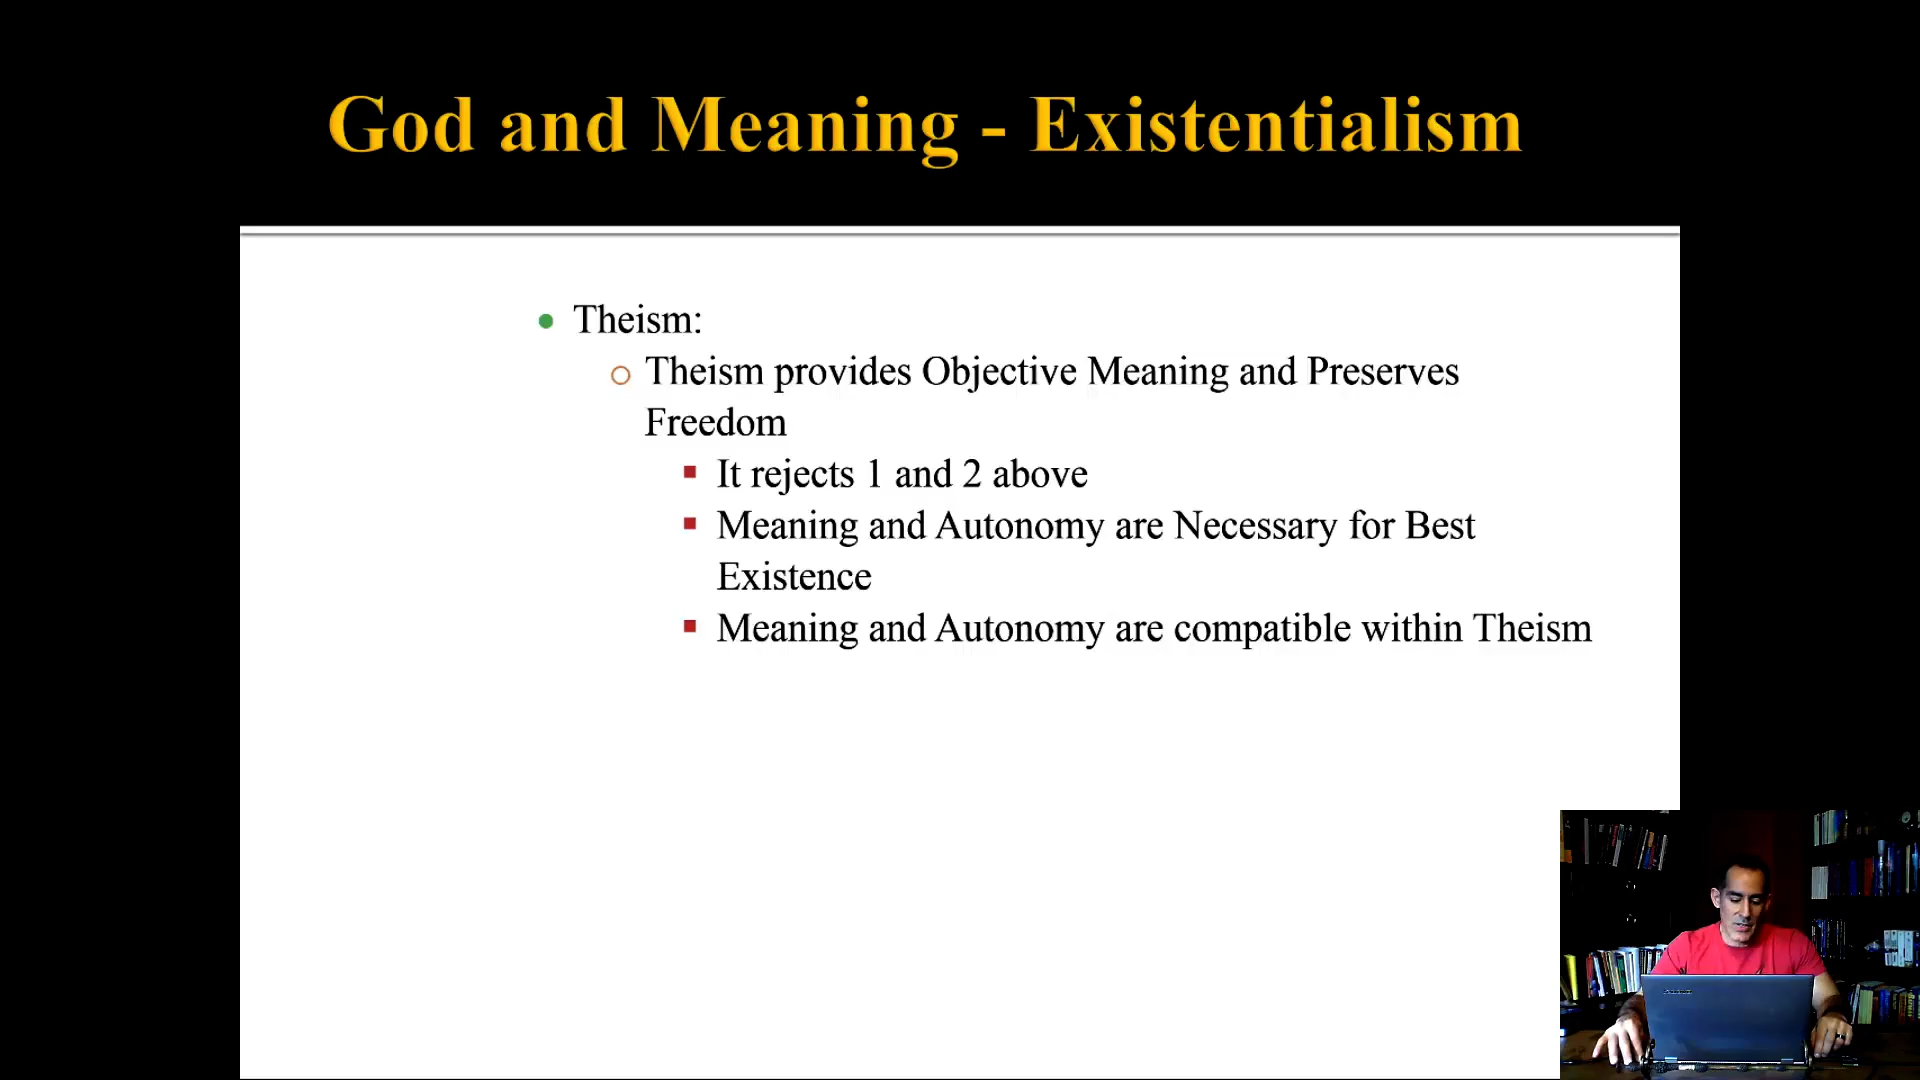 God and Meaning - Existentialism
Theism:
Theism provides Objective Meaning and Preserves
Freedom
It rejects 1 and 2 above
Meaning and Autonomy are Necessary for Best
Existence
Meaning and Autonomy are compatible within Theism